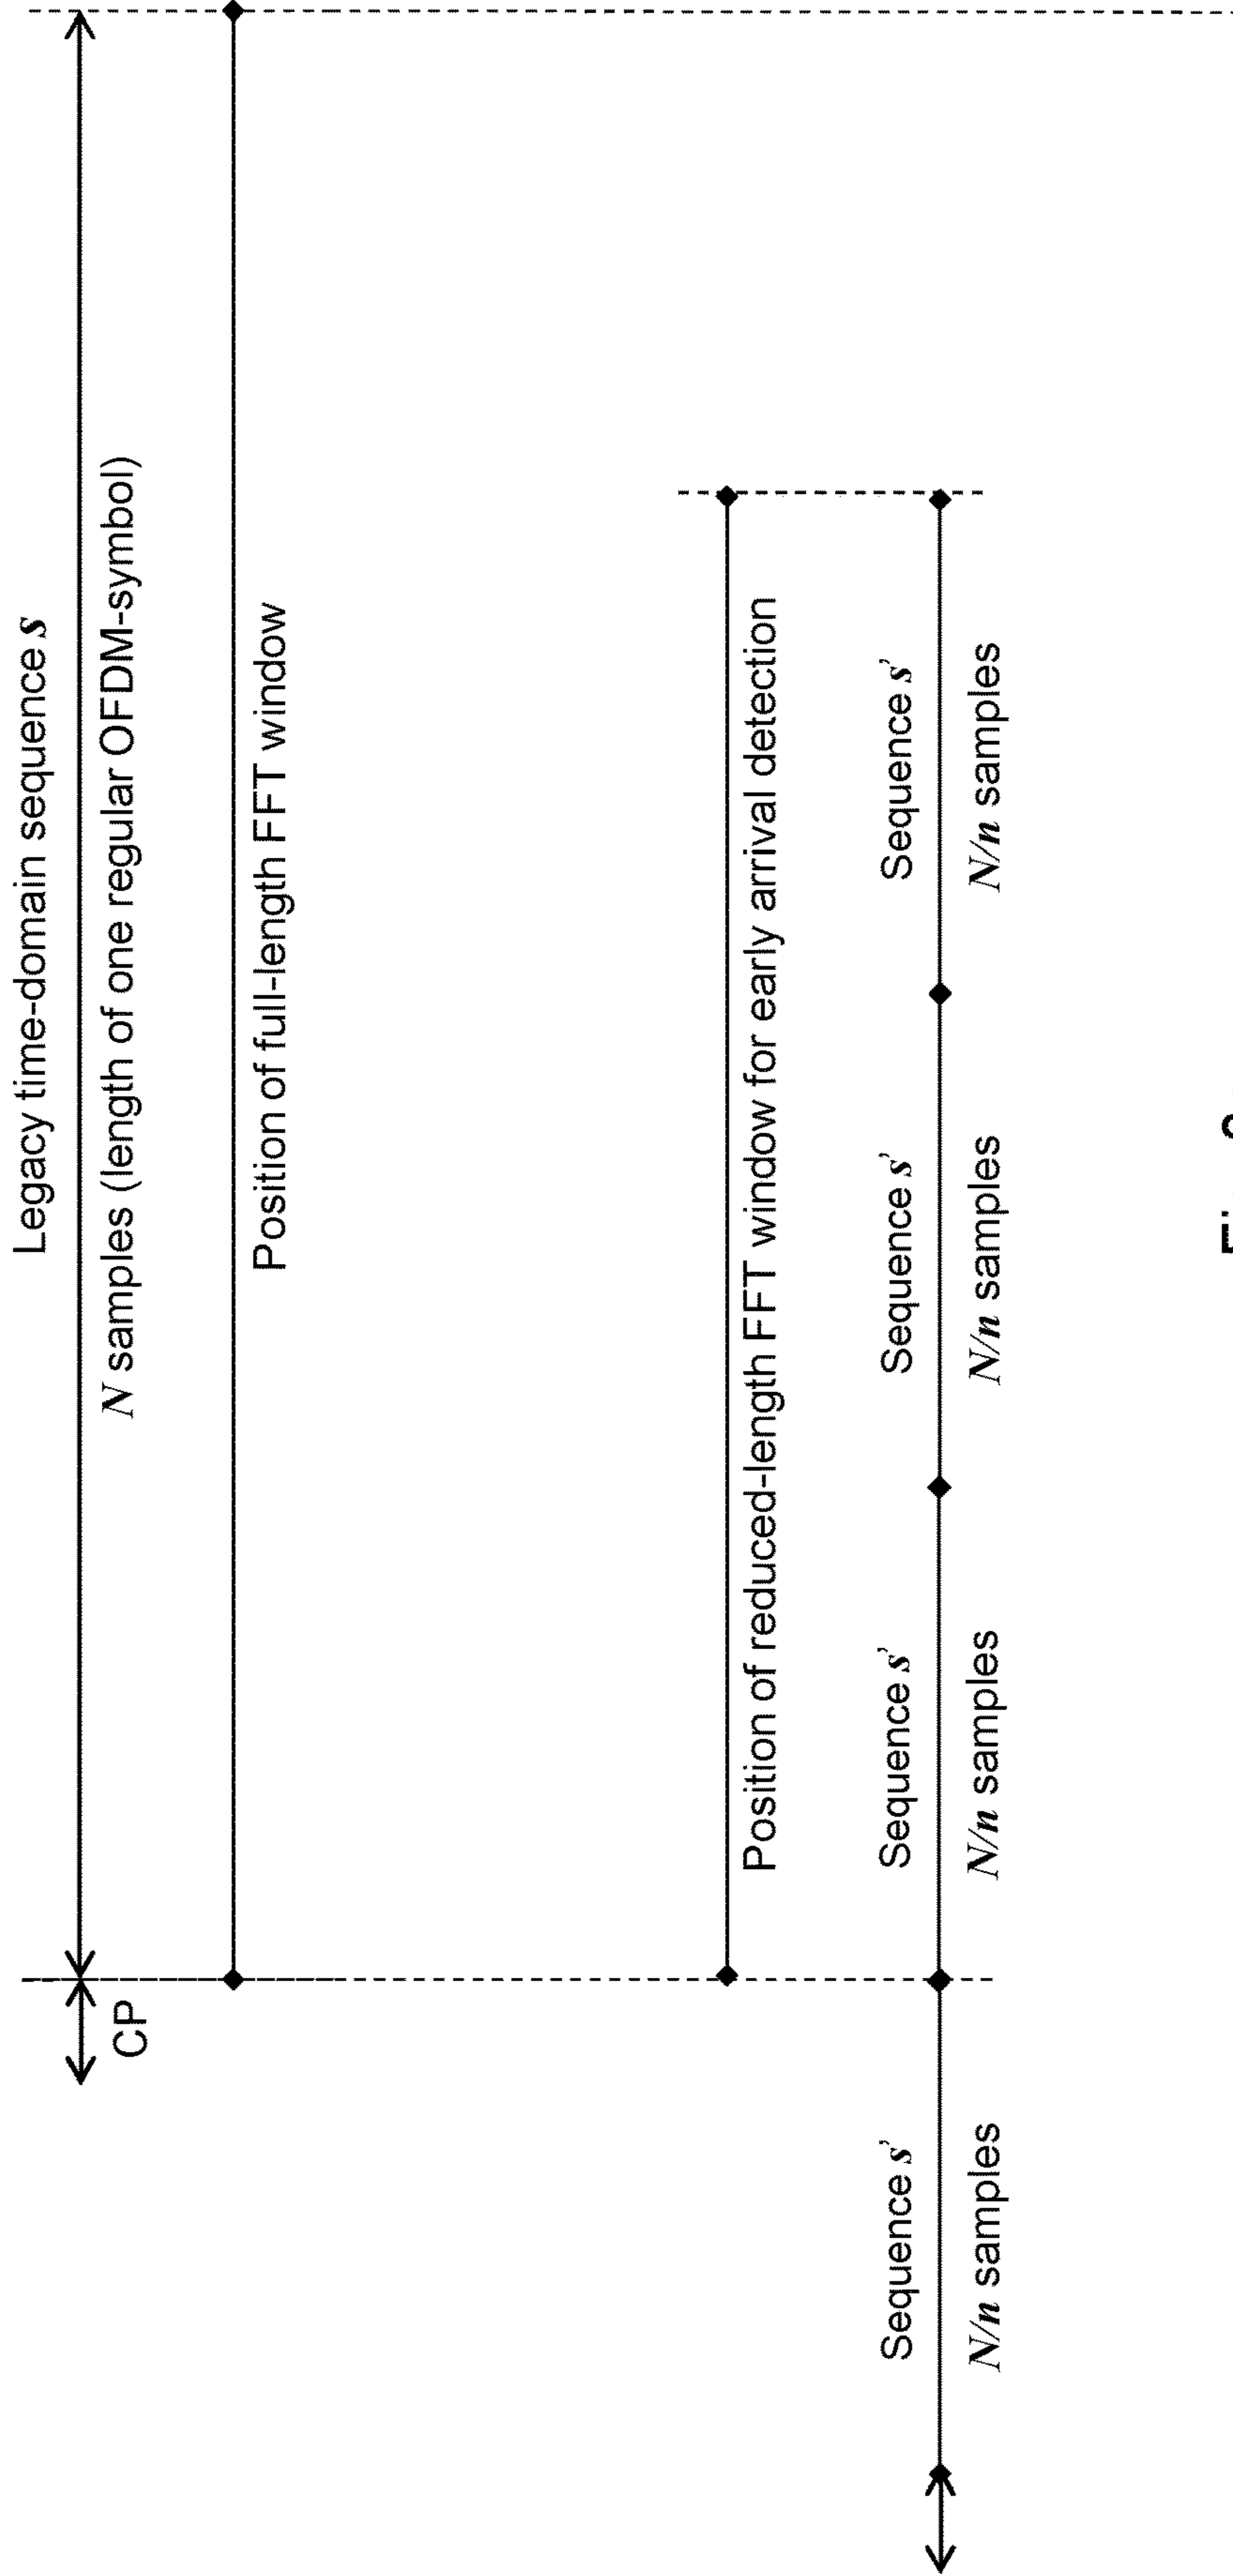 Legacy time-domain sequence s
N samples (length of one regular OFDM-symbol)
CP
Position of full-length FFT window
Position of reduced-length FFT window for early arrival detection
Sequence s'
Sequence s'
Sequence s'
Sequence s'
N/n samples
N/n samples
N/n samples
N/n samples